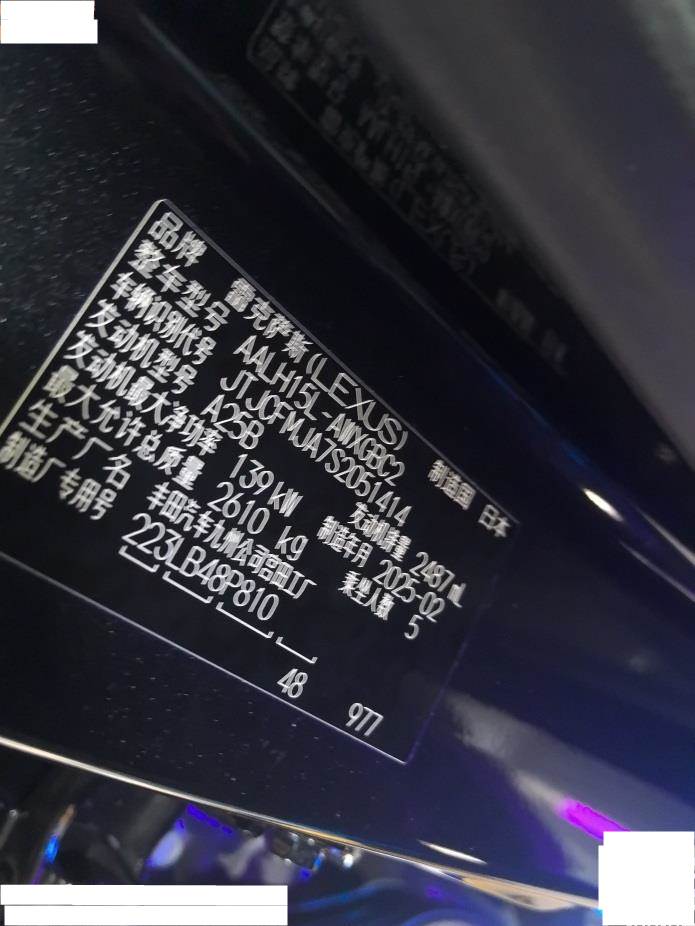 品牌 雷克萨斯(LEXUS) 制造国 日本
整车型号 AALH15L-AWXGBC2
车辆识别代号 JTJCFMJA7S2051414
发动机型号 A25B 发动机排量 2487mL
发动机最大净功率 139kW 制造年月 2025-02
最大允许总质量 2610 kg 乘坐人数 5
生产厂名 丰田汽车九州公司宫田工厂
制造厂专用号 223LB48P810
48 977